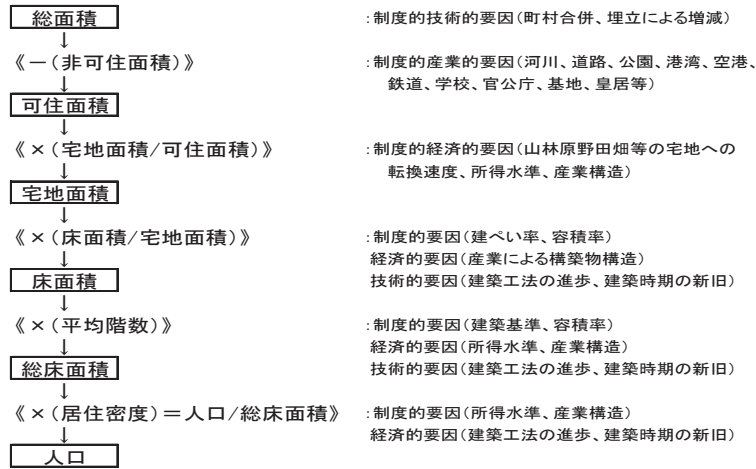 総面積 :制度的技術的要因(町村合併、埋立による増減)
↓
《-(非可住面積)》 :制度的産業的要因(河川、道路、公園、港湾、空港、
↓ 鉄道、学校、官公庁、基地、皇居等)
可住面積
↓
《×(宅地面積/可住面積)》 :制度的経済的要因(山林原野田畑等の宅地への
↓ 転換速度、所得水準、産業構造)
宅地面積
↓
《×(床面積/宅地面積)》 :制度的要因(建ぺい率、容積率)
↓ 経済的要因(産業による構築物構造)
床面積 技術的要因(建築工法の進歩、建築時期の新旧)
↓
《×(平均階数)》 :制度的要因(建築基準、容積率)
↓ 経済的要因(所得水準、産業構造)
総床面積 技術的要因(建築工法の進歩、建築時期の新旧)
↓
《×(居住密度)=人口/総床面積》 :制度的要因(所得水準、産業構造)
↓ 経済的要因(建築工法の進歩、建築時期の新旧)
人口